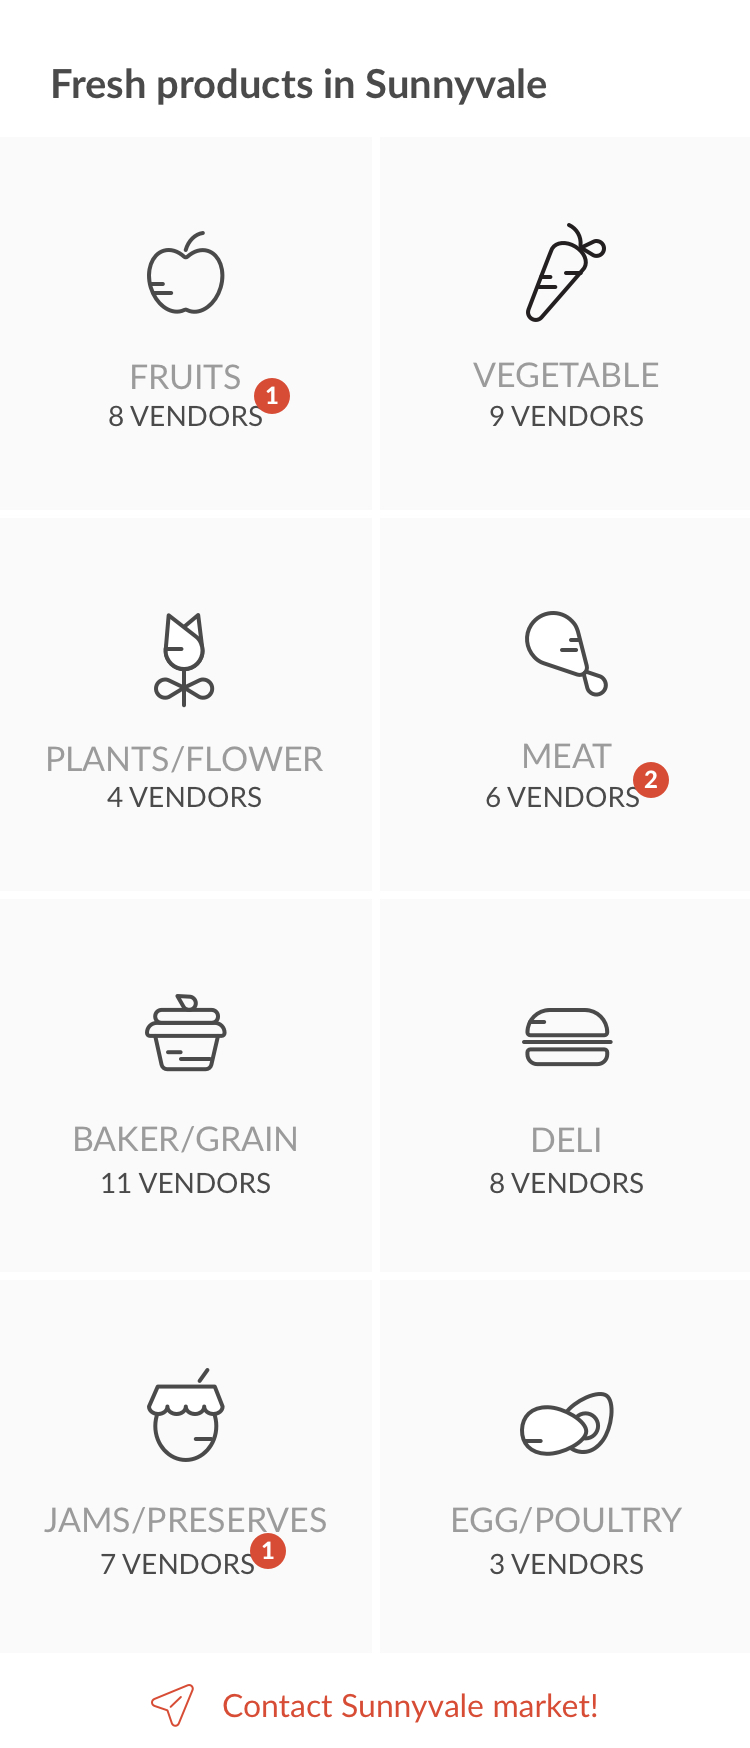 Fresh products in Sunnyvale
FRUITS
8 VENDORS
1
VEGETABLE
9 VENDORS
PLANTS/FLOWER
4 VENDORS
MEAT
6 VENDORS
2
BAKER/GRAIN
11 VENDORS
DELI
8 VENDORS
JAMS/PRESERVES
7 VENDORS
1
EGG/POULTRY
3 VENDORS
Contact Sunnyvale market!